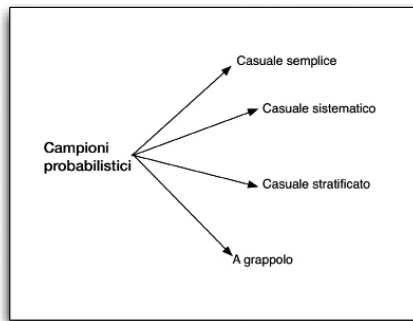 Casuale semplice
Casuale sistematico
Campioni
probabilistici
Casuale stratificato
A grappolo